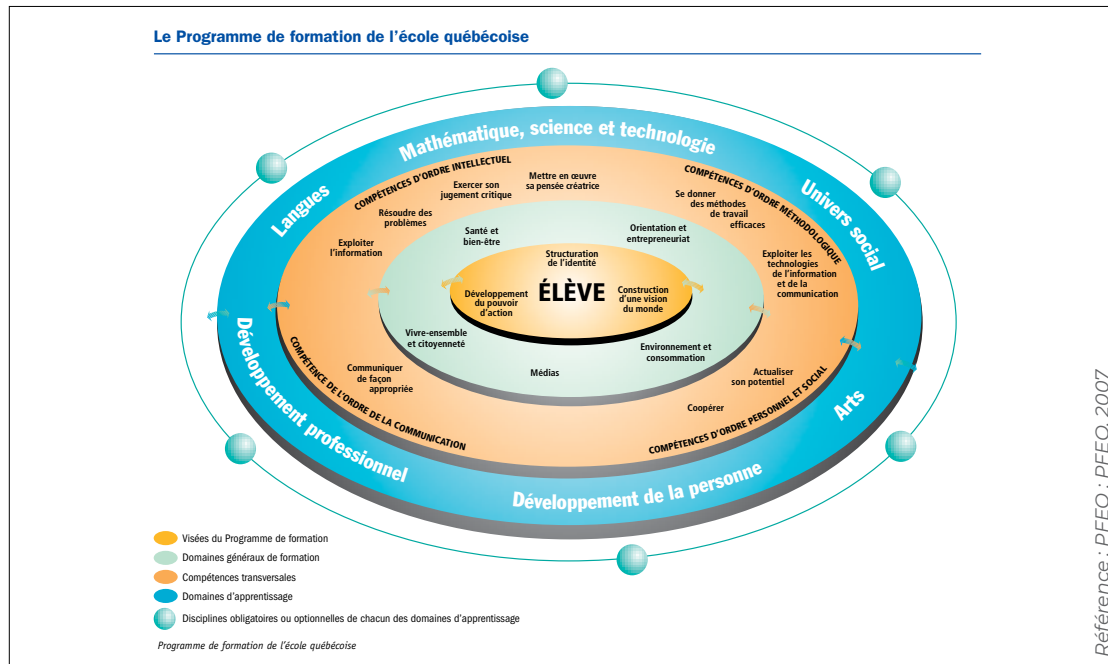 Le Programme de formation de l'école québécoise
Mathématique, science et technologie
Langues
Univers social
COMPÉTENCES D'ORDRE INTELLECTUEL
COMPÉTENCES D'ORDRE MÉTHODOLOGIQUE
Mettre en œuvre
sa pensée créatrice
Exercer son
jugement critique
Se donner
des méthodes
de travail
efficaces
Résoudre des
problèmes
Exploiter
l'information
Santé et
bien-être
Orientation et
entrepreneuriat
Exploiter les
technologies
de l'information
et de la
communication
Structuration
de l'identité
ÉLÈVE
Développement
du pouvoir
d'action
Construction
d'une vision
du monde
Vivre-ensemble
et citoyenneté
Environnement et
consommation
Médias
Communiquer
de façon
appropriée
Actualiser
son potentiel
Coopérer
COMPÉTENCE DE L'ORDRE DE LA COMMUNICATION
COMPÉTENCES D'ORDRE PERSONNEL ET SOCIAL
Développement professionnel
Arts
Développement de la personne
Visées du Programme de formation
Domaines généraux de formation
Compétences transversales
Domaines d'apprentissage
Disciplines obligatoires ou optionnelles de chacun des domaines d'apprentissage
Programme de formation de l'école québécoise
Référence : PFEQ : PFEQ, 2007